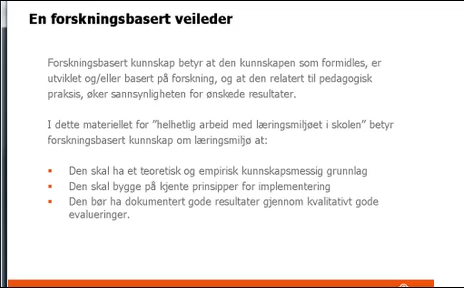 En forskningsbasert veileder
Forskningsbasert kunnskap betyr at den kunnskapen som formidles, er
utviklet og/eller basert på forskning, og at den relatert til pedagogisk
praksis, øker sannsynligheten for ønskede resultater.
I dette materiellet for "helhetlig arbeid med læringsmiljøet i skolen" betyr
forskningsbasert kunnskap om læringsmiljø at:
Den skal ha et teoretisk og empirisk kunnskapsmessig grunnlag
Den skal bygge på kjente prinsipper for implementering
Den bør ha dokumentert gode resultater gjennom kvalitativt gode
evalueringer.